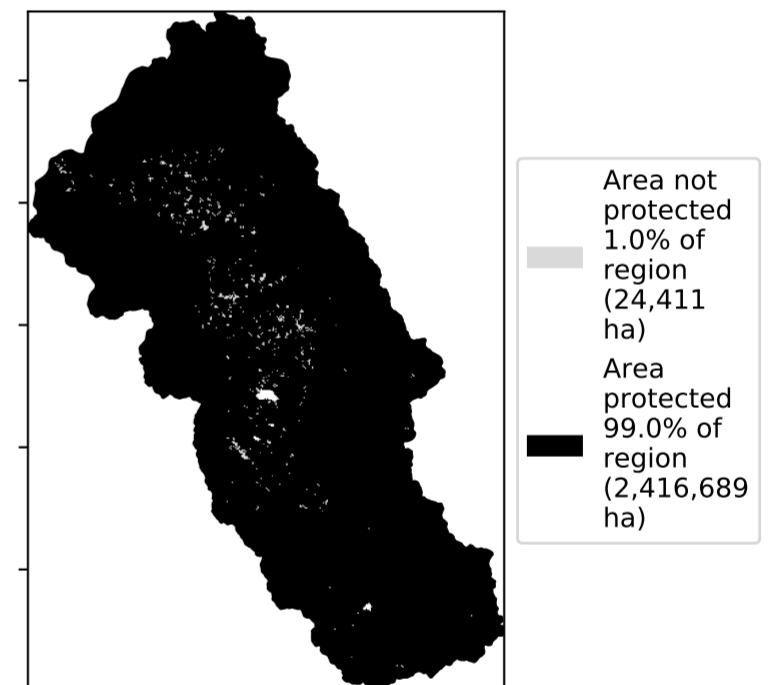 Area not
protected
1.0% of
region
(24,411
ha)
Area
protected
99.0% of
region
(2,416,689
ha)